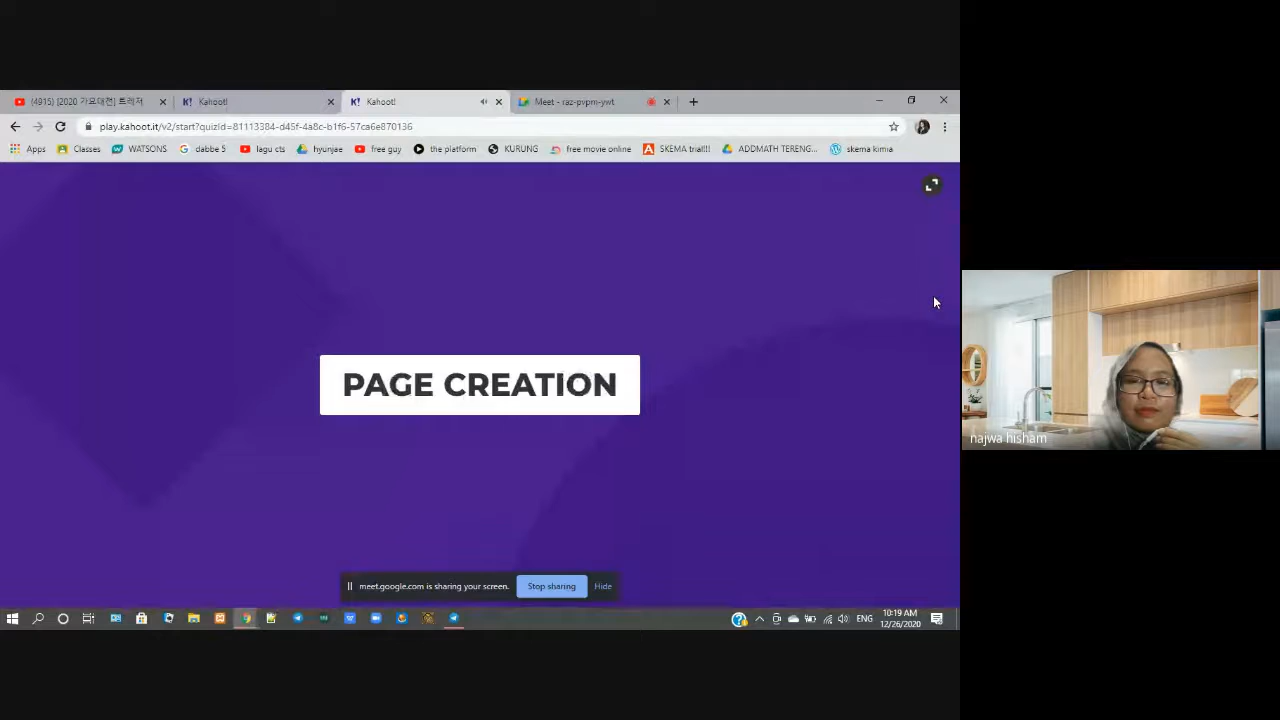 (4915) [2020 가요대전] 트레저
Kahoot!
Kahoot!
Meet - raz-pvpm-ywt
play.kahoot.it/v2/start?quizId=81113384-d45f-4a8c-b1f6-57ca6e870136
Apps Classes WATSONS dabbe 5 lagu cts hyunjae free guy the platform KURUNG free movie online SKEMA trial!!! ADDMATH TERENG... skema kimia
PAGE CREATION
najwa hisham
meet.google.com is sharing your screen. Stop sharing Hide
ENG
10:19 AM
12/26/2020